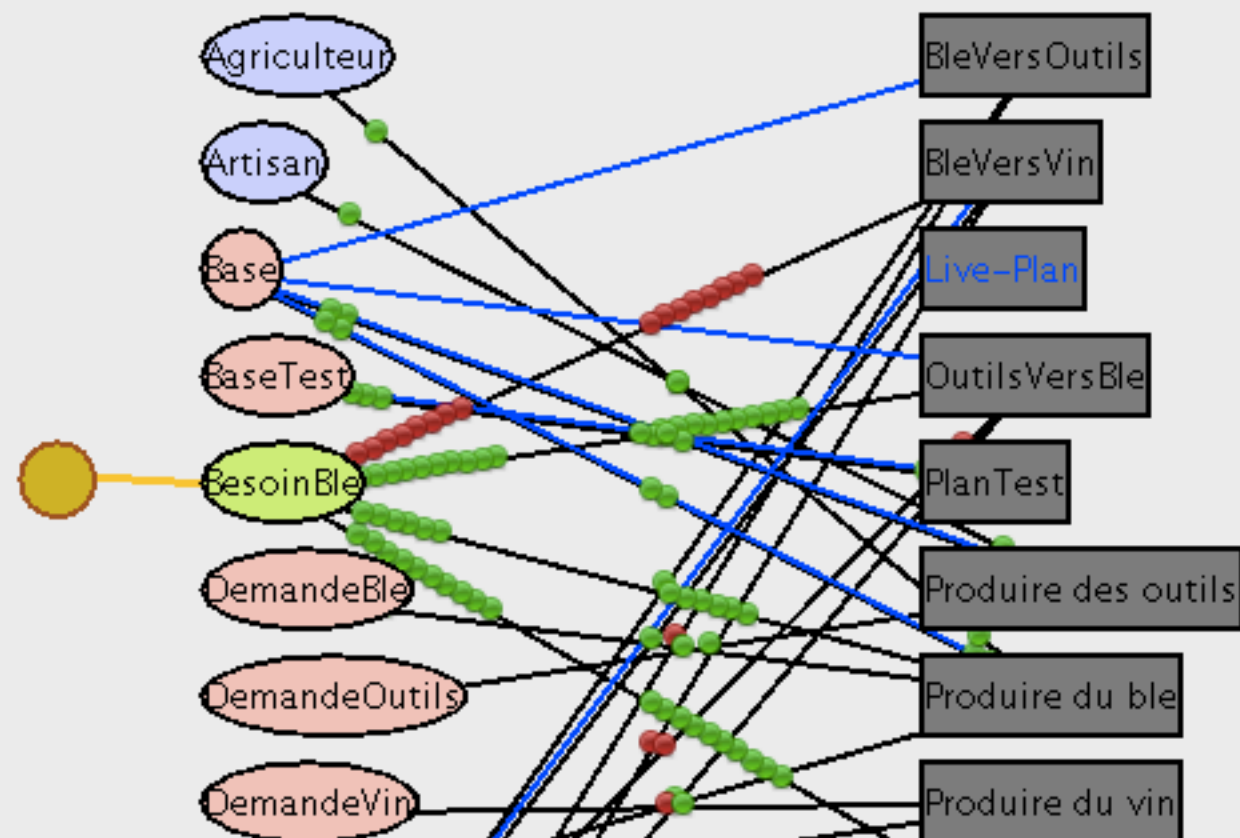 Agriculteur
Artisan
Base
BaseTest
BesoinBle
DemandeBle
DemandeOutils
DemandeVin
BleVersOutils
BleVersVin
Live-Plan
OutilsVersBle
PlanTest
Produire des outils
Produire du ble
Produire du vin